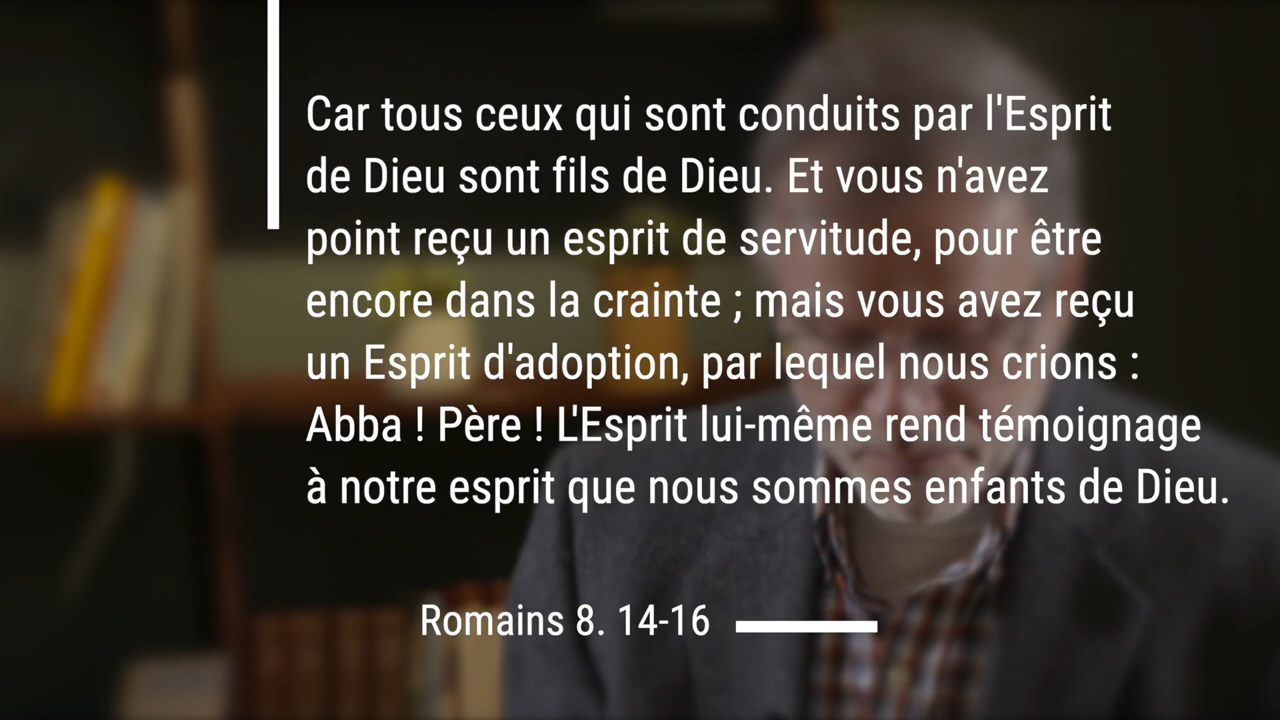 Car tous ceux qui sont conduits par l'Esprit
de Dieu sont fils de Dieu. Et vous n'avez
point reçu un esprit de servitude, pour être
encore dans la crainte ; mais vous avez reçu
un Esprit d'adoption, par lequel nous crions :
Abba ! Père ! L'Esprit lui-même rend témoignage
à notre esprit que nous sommes enfants de Dieu.
Romains 8. 14-16